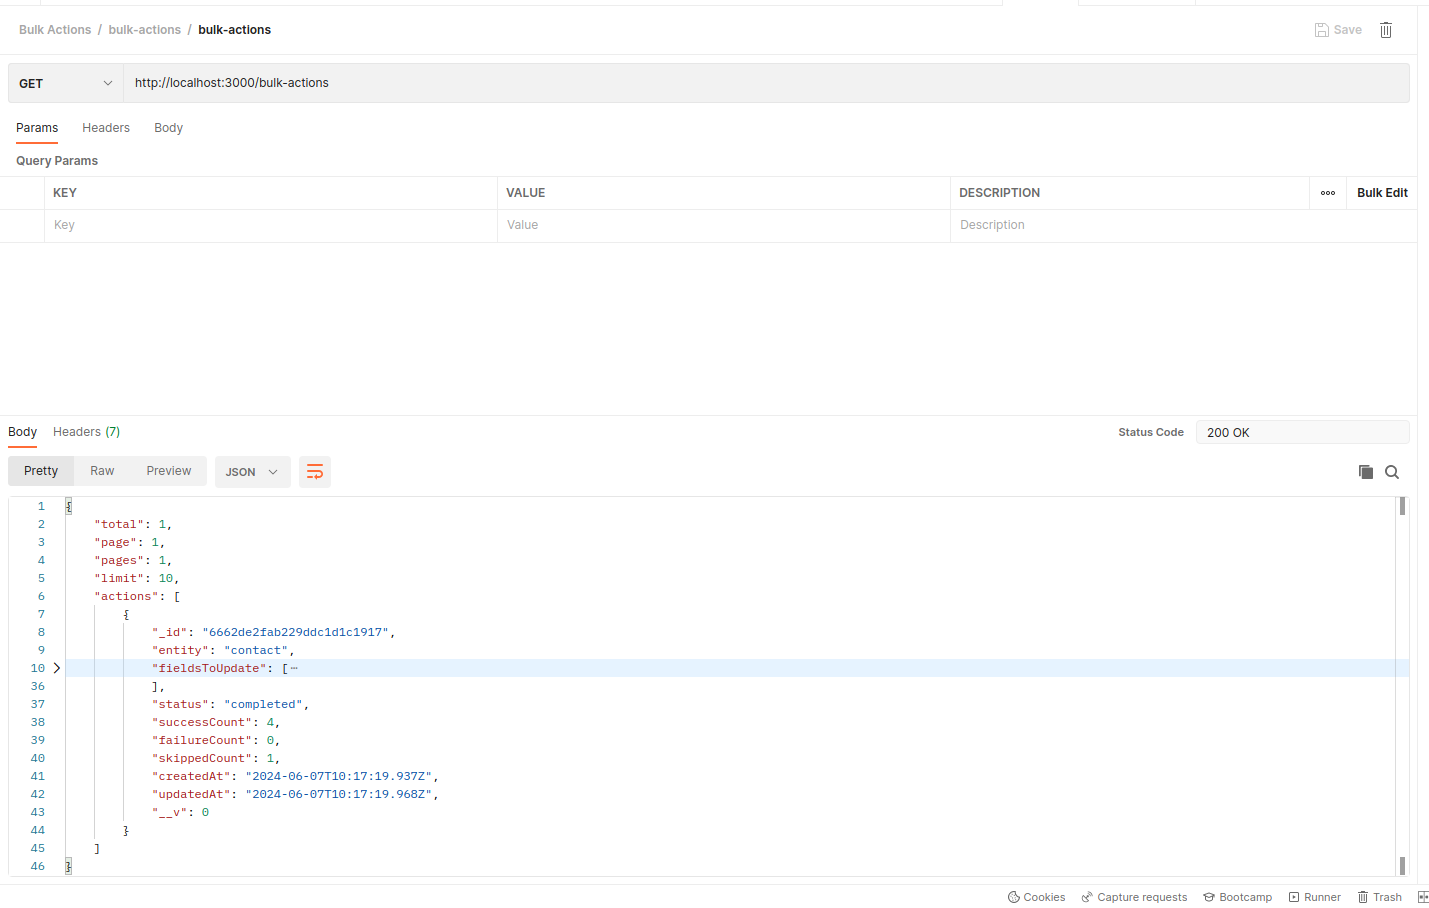 Bulk Actions / bulk-actions / bulk-actions
Save
GET http://localhost:3000/bulk-actions
Params Headers Body
Query Params
KEY VALUE DESCRIPTION ooo Bulk Edit
Key Value Description
Body Headers (7) Status Code 200 OK
Pretty Raw Preview JSON
1 {
2 "total": 1,
3 "page": 1,
4 "pages": 1,
5 "limit": 10,
6 "actions": [
7 {
8 "_id": "6662de2fab229ddc1d1c1917",
9 "entity": "contact",
10 "fieldsToUpdate": [⋯
36 ],
37 "status": "completed",
38 "successCount": 4,
39 "failureCount": 0,
40 "skippedCount": 1,
41 "createdAt": "2024-06-07T10:17:19.937Z",
42 "updatedAt": "2024-06-07T10:17:19.968Z",
43 "__v": 0
44 }
45 ]
46 }
Cookies Capture requests Bootcamp Runner Trash